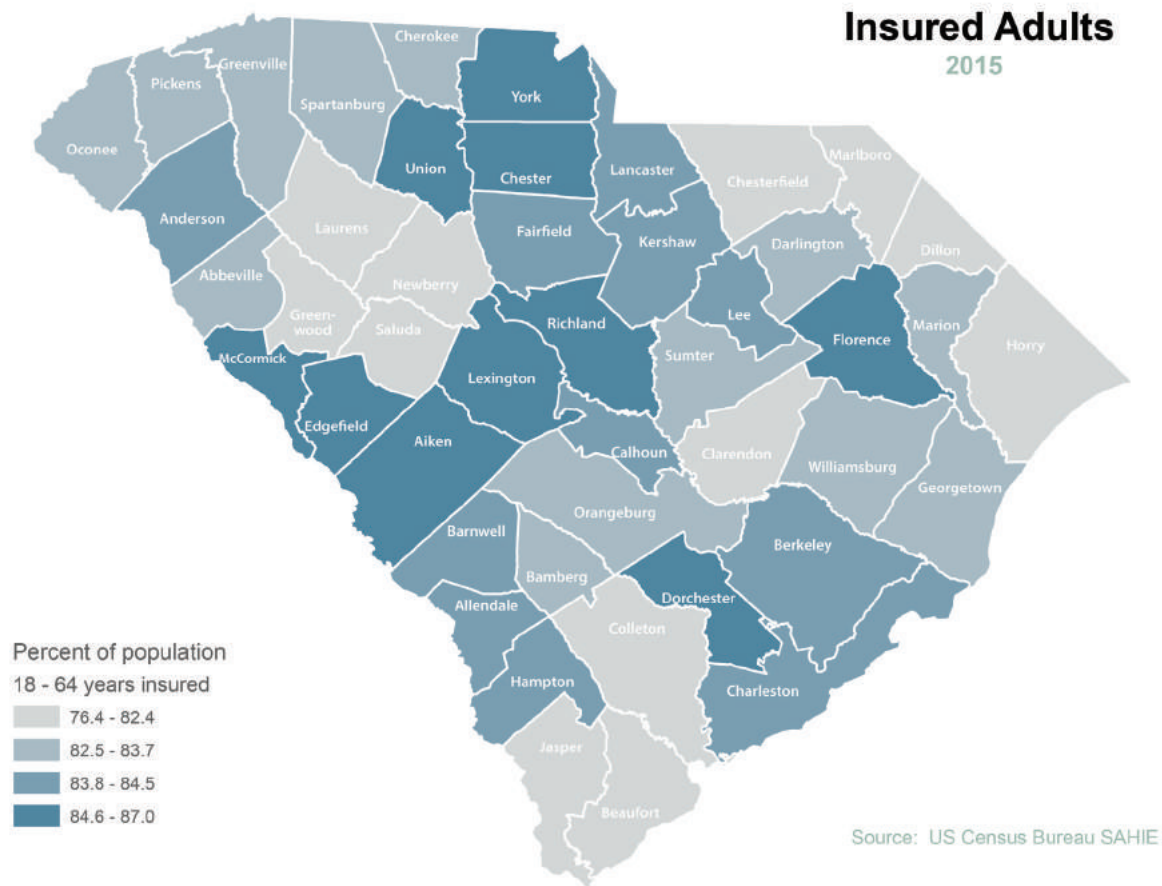 Insured Adults
2015
Cherokee
Greenville
Pickens
York
Spartanburg
Oconee
Union
Chester
Lancaster
Marlboro
Chesterfield
Anderson
Laurens
Fairfield
Kershaw
Darlington
Dillon
Abbeville
Newberry
Green-
wood
Saluda
Richland
Lee
Marion
Florence
Horry
McCormick
Lexington
Sumter
Edgefield
Aiken
Calhoun
Clarendon
Williamsburg
Georgetown
Orangeburg
Barnwell
Berkeley
Bamberg
Allendale
Dorchester
Colleton
Hampton
Charleston
Jasper
Beaufort
Percent of population
18 - 64 years insured
76.4 - 82.4
82.5 - 83.7
83.8 - 84.5
84.6 - 87.0
Source: US Census Bureau SAHIE